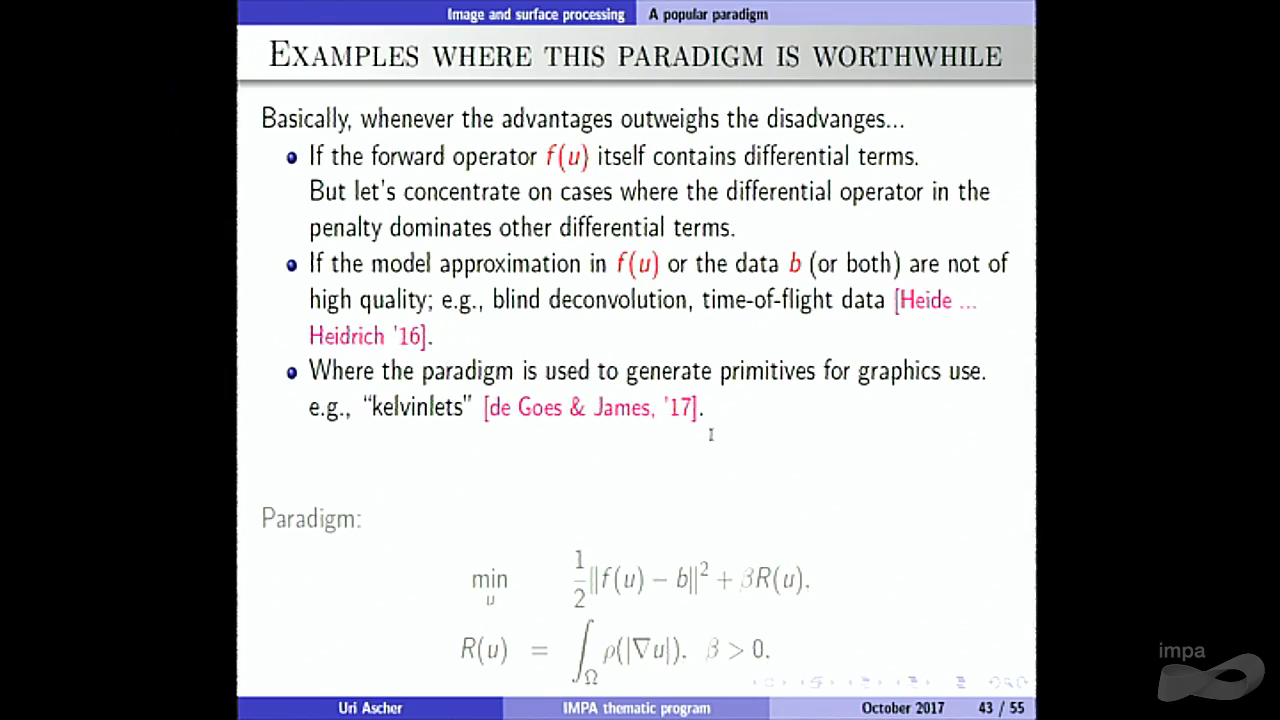 Image and surface processing A popular paradigm
EXAMPLES WHERE THIS PARADIGM IS WORTHWHILE
Basically, whenever the advantages outweighs the disadvanges...
If the forward operator f(u) itself contains differential terms.
But let's concentrate on cases where the differential operator in the
penalty dominates other differential terms.
If the model approximation in f(u) or the data b (or both) are not of
high quality; e.g., blind deconvolution, time-of-flight data [Heide ...
Heidrich '16].
Where the paradigm is used to generate primitives for graphics use.
e.g., “kelvinlets” [de Goes & James, '17].
Paradigm:
min_u 1/2 ‖f(u) − b‖² + βR(u).
R(u) = ∫_Ω ρ(|∇u|). β > 0.
impa
Uri Ascher IMPA thematic program October 2017 43 / 55